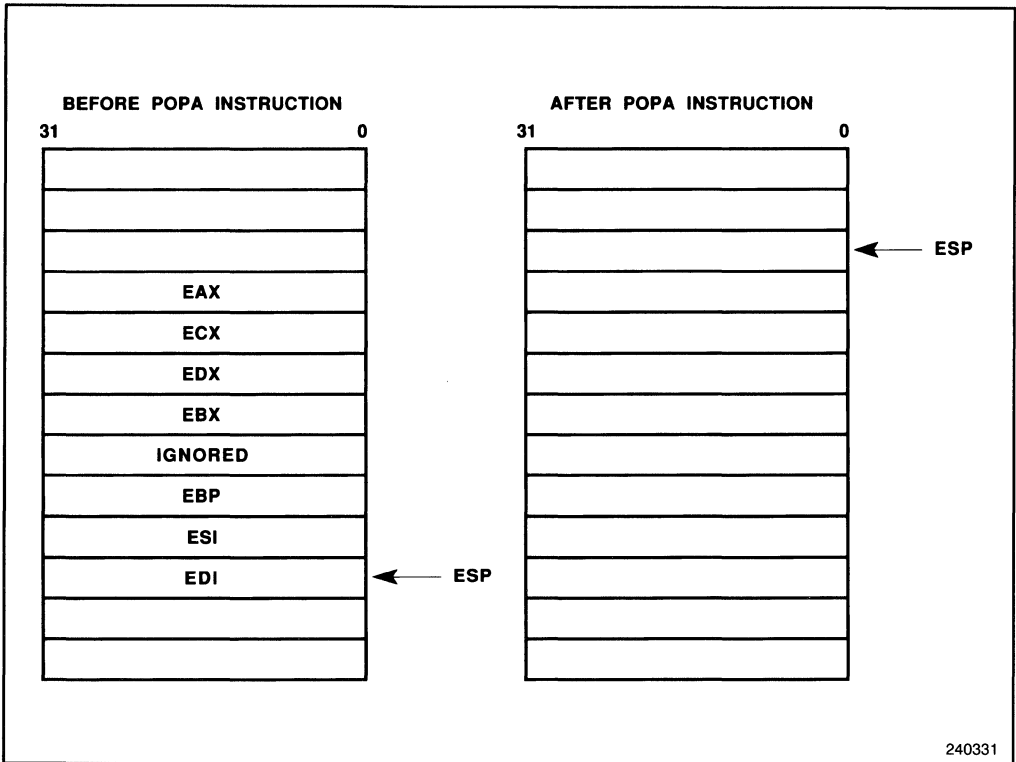 BEFORE POPA INSTRUCTION
31 0
EAX
ECX
EDX
EBX
IGNORED
EBP
ESI
EDI
ESP
AFTER POPA INSTRUCTION
31 0
ESP
240331